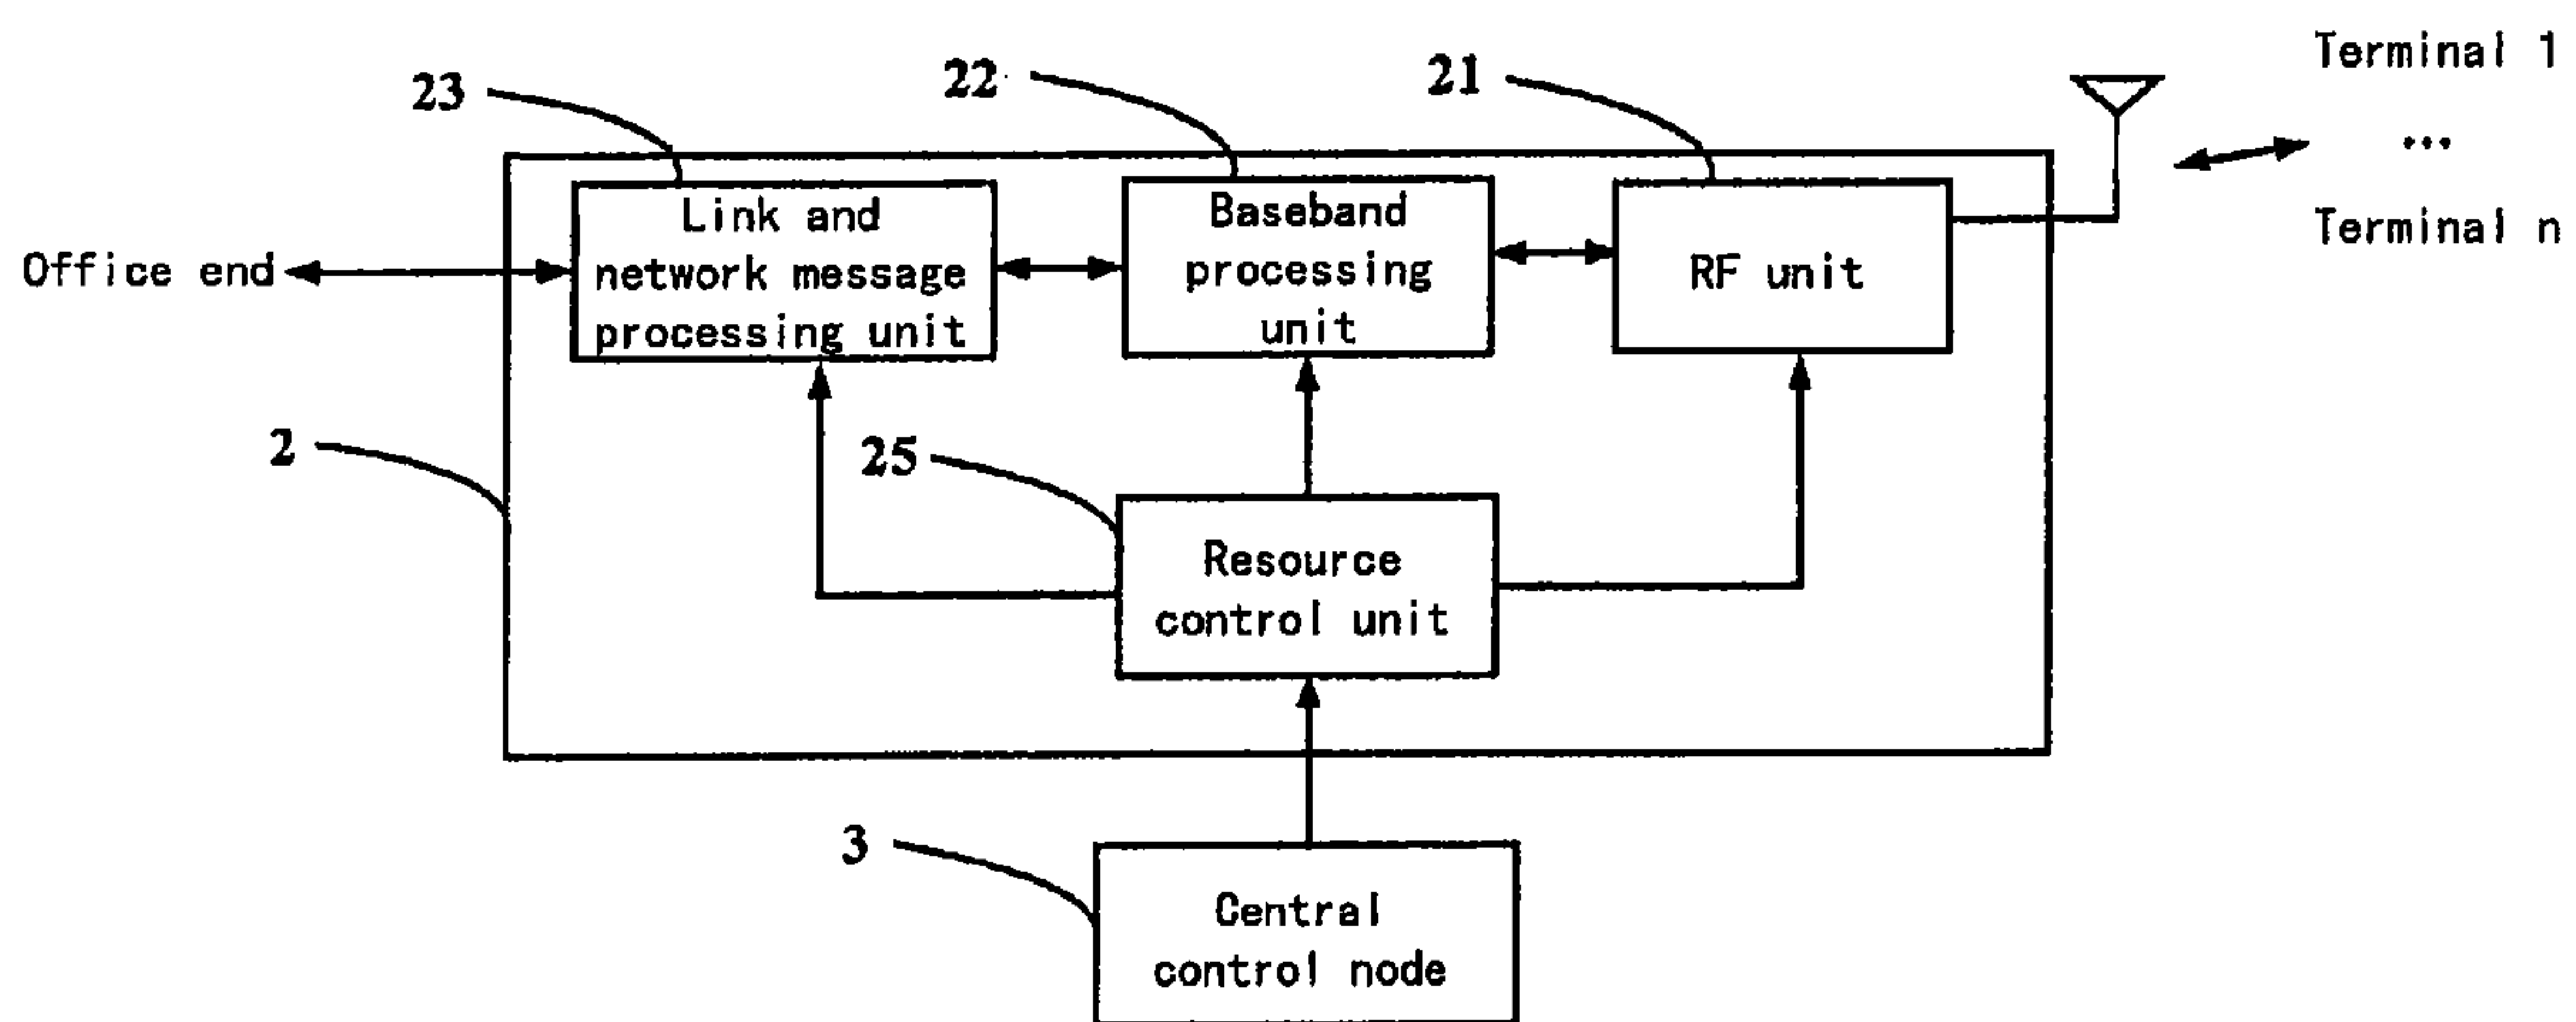 Terminal 1
23
22
21
...
Link and
network message
processing unit
Baseband
processing
unit
RF unit
Terminal n
Office end
2
25
Resource
control unit
3
Central
control node